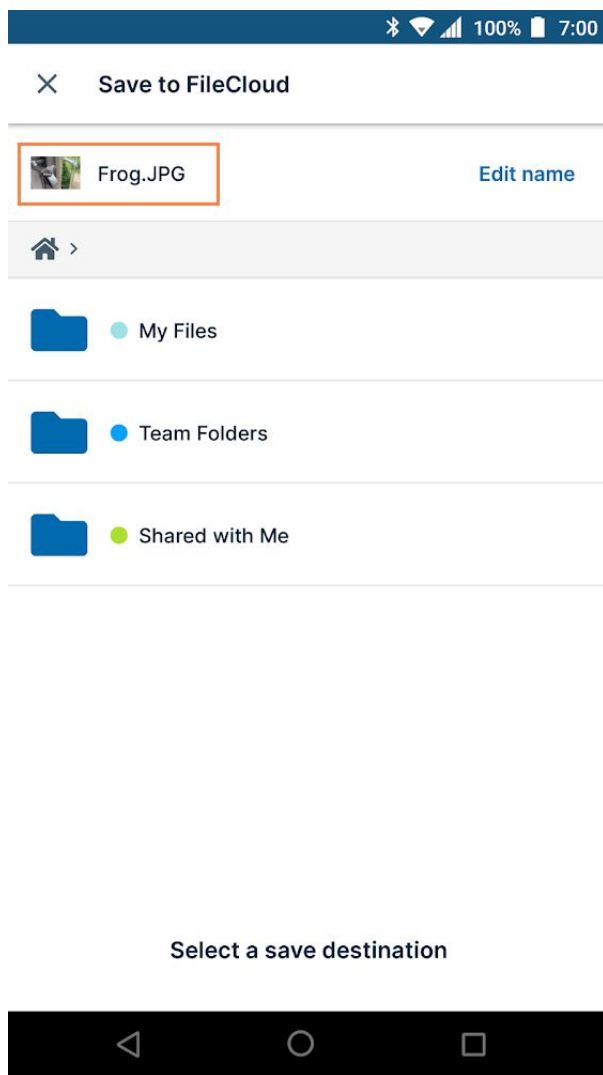 100% 7:00
Save to FileCloud
Frog.JPG Edit name
My Files
Team Folders
Shared with Me
Select a save destination